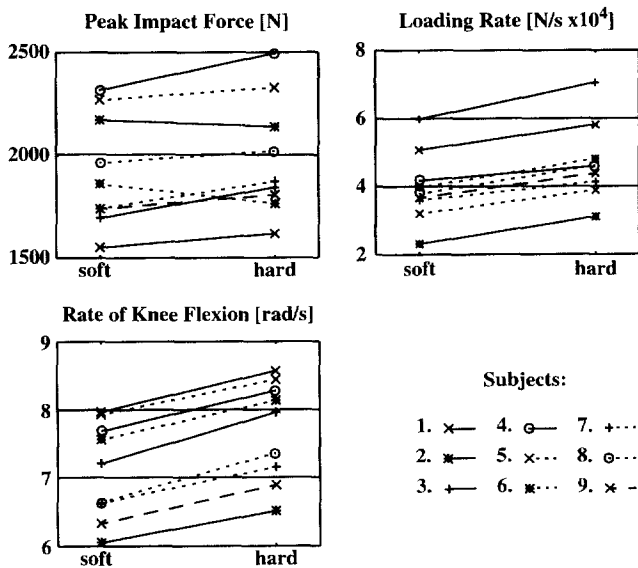 Peak Impact Force [N]
2500
2000
1500
soft hard
Loading Rate [N/s x10⁴]
8
6
4
2
soft hard
Rate of Knee Flexion [rad/s]
9
8
7
6
soft hard
Subjects:
1. 4. 7.
2. 5. 8.
3. 6. 9.